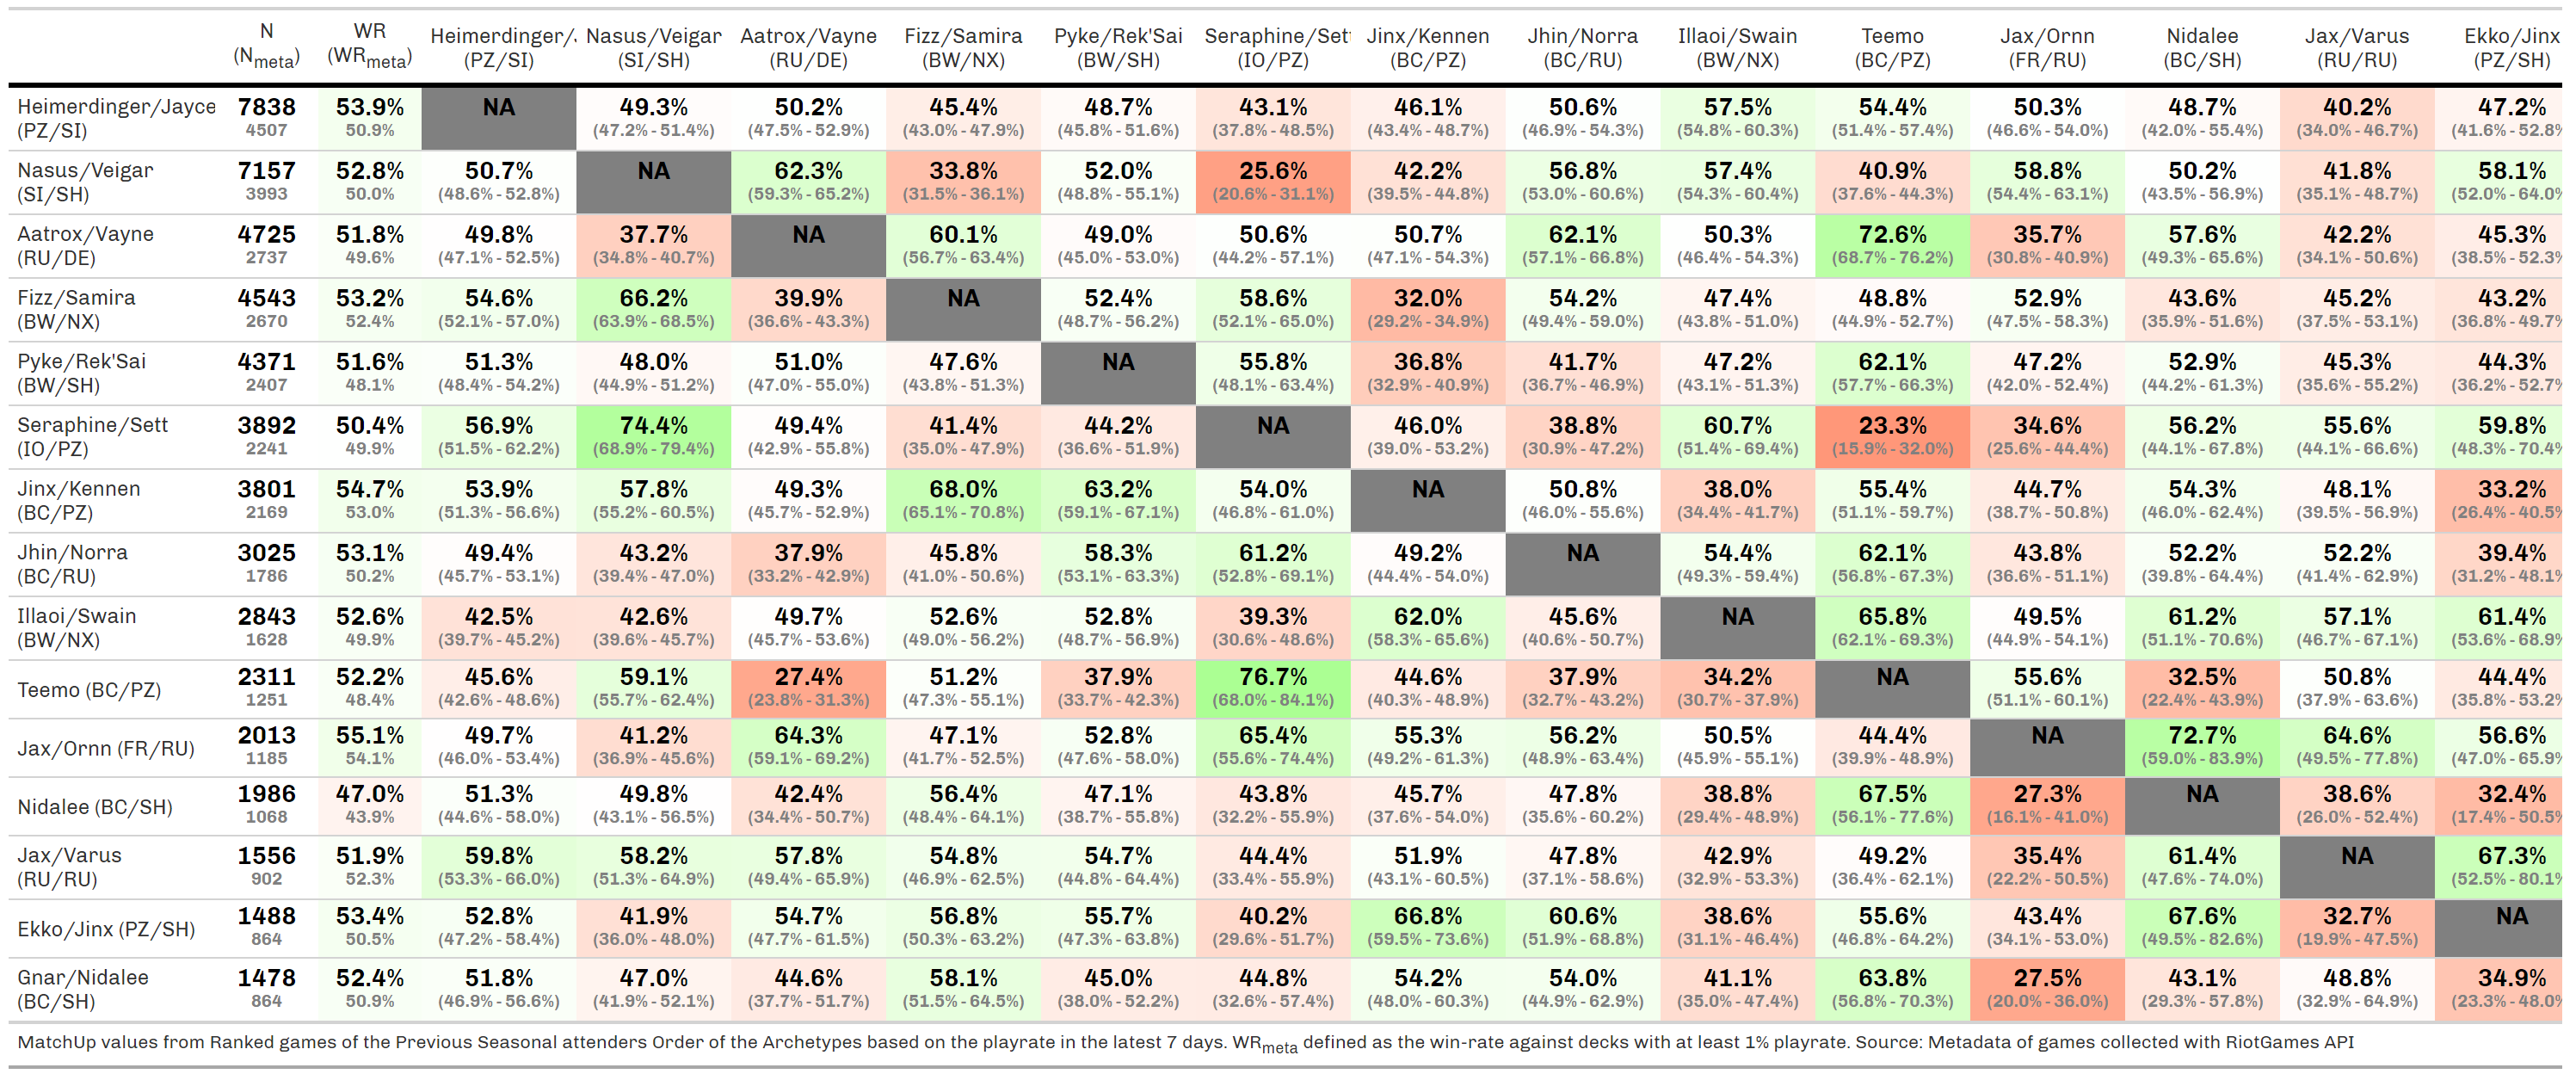 N WR Heimerdinger/J Nasus/Veigar Aatrox/Vayne Fizz/Samira Pyke/Rek'Sai Seraphine/Sett Jinx/Kennen Jhin/Norra Illaoi/Swain Teemo Jax/Ornn Nidalee Jax/Varus Ekko/Jinx
(Nmeta) (WRmeta) (PZ/SI) (SI/SH) (RU/DE) (BW/NX) (BW/SH) (IO/PZ) (BC/PZ) (BC/RU) (BW/NX) (BC/PZ) (FR/RU) (BC/SH) (RU/RU) (PZ/SH)
Heimerdinger/Jayce 7838 53.9% NA 49.3% 50.2% 45.4% 48.7% 43.1% 46.1% 50.6% 57.5% 54.4% 50.3% 48.7% 40.2% 47.2%
(PZ/SI) 4507 50.9% (47.2% - 51.4%) (47.5% - 52.9%) (43.0% - 47.9%) (45.8% - 51.6%) (37.8% - 48.5%) (43.4% - 48.7%) (46.9% - 54.3%) (54.8% - 60.3%) (51.4% - 57.4%) (46.6% - 54.0%) (42.0% - 55.4%) (34.0% - 46.7%) (41.6% - 52.8%
Nasus/Veigar 7157 52.8% 50.7% NA 62.3% 33.8% 52.0% 25.6% 42.2% 56.8% 57.4% 40.9% 58.8% 50.2% 41.8% 58.1%
(SI/SH) 3993 50.0% (48.6% - 52.8%) (59.3% - 65.2%) (31.5% - 36.1%) (48.8% - 55.1%) (20.6% - 31.1%) (39.5% - 44.8%) (53.0% - 60.6%) (54.3% - 60.4%) (37.6% - 44.3%) (54.4% - 63.1%) (43.5% - 56.9%) (35.1% - 48.7%) (52.0% - 64.0%
Aatrox/Vayne 4725 51.8% 49.8% 37.7% NA 60.1% 49.0% 50.6% 50.7% 62.1% 50.3% 72.6% 35.7% 57.6% 42.2% 45.3%
(RU/DE) 2737 49.6% (47.1% - 52.5%) (34.8% - 40.7%) (56.7% - 63.4%) (45.0% - 53.0%) (44.2% - 57.1%) (47.1% - 54.3%) (57.1% - 66.8%) (46.4% - 54.3%) (68.7% - 76.2%) (30.8% - 40.9%) (49.3% - 65.6%) (34.1% - 50.6%) (38.5% - 52.3%
Fizz/Samira 4543 53.2% 54.6% 66.2% 39.9% NA 52.4% 58.6% 32.0% 54.2% 47.4% 48.8% 52.9% 43.6% 45.2% 43.2%
(BW/NX) 2670 52.4% (52.1% - 57.0%) (63.9% - 68.5%) (36.6% - 43.3%) (48.7% - 56.2%) (52.1% - 65.0%) (29.2% - 34.9%) (49.4% - 59.0%) (43.8% - 51.0%) (44.9% - 52.7%) (47.5% - 58.3%) (35.9% - 51.6%) (37.5% - 53.1%) (36.8% - 49.7%
Pyke/Rek'Sai 4371 51.6% 51.3% 48.0% 51.0% 47.6% NA 55.8% 36.8% 41.7% 47.2% 62.1% 47.2% 52.9% 45.3% 44.3%
(BW/SH) 2407 48.1% (48.4% - 54.2%) (44.9% - 51.2%) (47.0% - 55.0%) (43.8% - 51.3%) (48.1% - 63.4%) (32.9% - 40.9%) (36.7% - 46.9%) (43.1% - 51.3%) (57.7% - 66.3%) (42.0% - 52.4%) (44.2% - 61.3%) (35.6% - 55.2%) (36.2% - 52.7%
Seraphine/Sett 3892 50.4% 56.9% 74.4% 49.4% 41.4% 44.2% NA 46.0% 38.8% 60.7% 23.3% 34.6% 56.2% 55.6% 59.8%
(IO/PZ) 2241 49.9% (51.5% - 62.2%) (68.9% - 79.4%) (42.9% - 55.8%) (35.0% - 47.9%) (36.6% - 51.9%) (39.0% - 53.2%) (30.9% - 47.2%) (51.4% - 69.4%) (15.9% - 32.0%) (25.6% - 44.4%) (44.1% - 67.8%) (44.1% - 66.6%) (48.3% - 70.4%
Jinx/Kennen 3801 54.7% 53.9% 57.8% 49.3% 68.0% 63.2% 54.0% NA 50.8% 38.0% 55.4% 44.7% 54.3% 48.1% 33.2%
(BC/PZ) 2169 53.0% (51.3% - 56.6%) (55.2% - 60.5%) (45.7% - 52.9%) (65.1% - 70.8%) (59.1% - 67.1%) (46.8% - 61.0%) (46.0% - 55.6%) (34.4% - 41.7%) (51.1% - 59.7%) (38.7% - 50.8%) (46.0% - 62.4%) (39.5% - 56.9%) (26.4% - 40.5%
Jhin/Norra 3025 53.1% 49.4% 43.2% 37.9% 45.8% 58.3% 61.2% 49.2% NA 54.4% 62.1% 43.8% 52.2% 52.2% 39.4%
(BC/RU) 1786 50.2% (45.7% - 53.1%) (39.4% - 47.0%) (33.2% - 42.9%) (41.0% - 50.6%) (53.1% - 63.3%) (52.8% - 69.1%) (44.4% - 54.0%) (49.3% - 59.4%) (56.8% - 67.3%) (36.6% - 51.1%) (39.8% - 64.4%) (41.4% - 62.9%) (31.2% - 48.1%
Illaoi/Swain 2843 52.6% 42.5% 42.6% 49.7% 52.6% 52.8% 39.3% 62.0% 45.6% NA 65.8% 49.5% 61.2% 57.1% 61.4%
(BW/NX) 1628 49.9% (39.7% - 45.2%) (39.6% - 45.7%) (45.7% - 53.6%) (49.0% - 56.2%) (48.7% - 56.9%) (30.6% - 48.6%) (58.3% - 65.6%) (40.6% - 50.7%) (62.1% - 69.3%) (44.9% - 54.1%) (51.1% - 70.6%) (46.7% - 67.1%) (53.6% - 68.9%
Teemo (BC/PZ) 2311 52.2% 45.6% 59.1% 27.4% 51.2% 37.9% 76.7% 44.6% 37.9% 34.2% NA 55.6% 32.5% 50.8% 44.4%
1251 48.4% (42.6% - 48.6%) (55.7% - 62.4%) (23.8% - 31.3%) (47.3% - 55.1%) (33.7% - 42.3%) (68.0% - 84.1%) (40.3% - 48.9%) (32.7% - 43.2%) (30.7% - 37.9%) (51.1% - 60.1%) (22.4% - 43.9%) (37.9% - 63.6%) (35.8% - 53.2%
Jax/Ornn (FR/RU) 2013 55.1% 49.7% 41.2% 64.3% 47.1% 52.8% 65.4% 55.3% 56.2% 50.5% 44.4% NA 72.7% 64.6% 56.6%
1185 54.1% (46.0% - 53.4%) (36.9% - 45.6%) (59.1% - 69.2%) (41.7% - 52.5%) (47.6% - 58.0%) (55.6% - 74.4%) (49.2% - 61.3%) (48.9% - 63.4%) (45.9% - 55.1%) (39.9% - 48.9%) (59.0% - 83.9%) (49.5% - 77.8%) (47.0% - 65.9%
Nidalee (BC/SH) 1986 47.0% 51.3% 49.8% 42.4% 56.4% 47.1% 43.8% 45.7% 47.8% 38.8% 67.5% 27.3% NA 38.6% 32.4%
1068 43.9% (44.6% - 58.0%) (43.1% - 56.5%) (34.4% - 50.7%) (48.4% - 64.1%) (38.7% - 55.8%) (32.2% - 55.9%) (37.6% - 54.0%) (35.6% - 60.2%) (29.4% - 48.9%) (56.1% - 77.6%) (16.1% - 41.0%) (26.0% - 52.4%) (17.4% - 50.5%
Jax/Varus 1556 51.9% 59.8% 58.2% 57.8% 54.8% 54.7% 44.4% 51.9% 47.8% 42.9% 49.2% 35.4% 61.4% NA 67.3%
(RU/RU) 902 52.3% (53.3% - 66.0%) (51.3% - 64.9%) (49.4% - 65.9%) (46.9% - 62.5%) (44.8% - 64.4%) (33.4% - 55.9%) (43.1% - 60.5%) (37.1% - 58.6%) (32.9% - 53.3%) (36.4% - 62.1%) (22.2% - 50.5%) (47.6% - 74.0%) (52.5% - 80.1%
Ekko/Jinx (PZ/SH) 1488 53.4% 52.8% 41.9% 54.7% 56.8% 55.7% 40.2% 66.8% 60.6% 38.6% 55.6% 43.4% 67.6% 32.7% NA
864 50.5% (47.2% - 58.4%) (36.0% - 48.0%) (47.7% - 61.5%) (50.3% - 63.2%) (47.3% - 63.8%) (29.6% - 51.7%) (59.5% - 73.6%) (51.9% - 68.8%) (31.1% - 46.4%) (46.8% - 64.2%) (34.1% - 53.0%) (49.5% - 82.6%) (19.9% - 47.5%)
Gnar/Nidalee 1478 52.4% 51.8% 47.0% 44.6% 58.1% 45.0% 44.8% 54.2% 54.0% 41.1% 63.8% 27.5% 43.1% 48.8% 34.9%
(BC/SH) 864 50.9% (46.9% - 56.6%) (41.9% - 52.1%) (37.7% - 51.7%) (51.5% - 64.5%) (38.0% - 52.2%) (32.6% - 57.4%) (48.0% - 60.3%) (44.9% - 62.9%) (35.0% - 47.4%) (56.8% - 70.3%) (20.0% - 36.0%) (29.3% - 57.8%) (32.9% - 64.9%) (23.3% - 48.0%
MatchUp values from Ranked games of the Previous Seasonal attenders Order of the Archetypes based on the playrate in the latest 7 days. WRmeta defined as the win-rate against decks with at least 1% playrate. Source: Metadata of games collected with RiotGames API